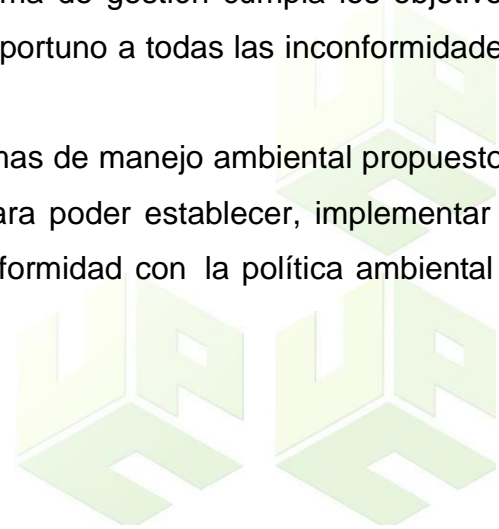 ma de gestión cumpla los objetivos
portuno a todas las inconformidade
mas de manejo ambiental propuesto
ara poder establecer, implementar
formidad con la política ambiental